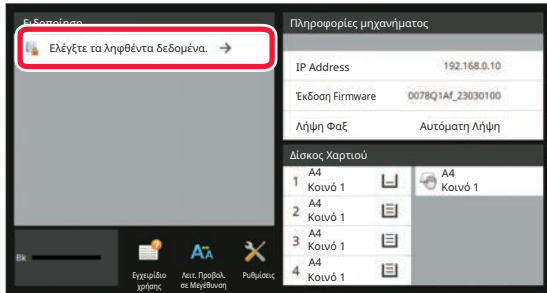 Ειδοποίηση
Ελέγξτε τα ληφθέντα δεδομένα.
Bk
Εγχειρίδιο
χρήσης
Λειτ. Προβολ.
σε Μεγέθυνση
Ρυθμίσεις
Πληροφορίες μηχανήματος
IP Address 192.168.0.10
Έκδοση Firmware 0078Q1Af_23030100
Λήψη Φαξ Αυτόματη Λήψη
Δίσκος Χαρτιού
1 A4
Κοινό 1
A4
Κοινό 1
2 A4
Κοινό 1
3 A4
Κοινό 1
4 A4
Κοινό 1